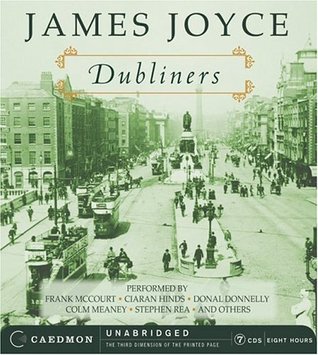 JAMES JOYCE
Dubliners
PERFORMED BY
FRANK MCCOURT • CIARAN HINDS • DONAL DONNELLY
COLM MEANEY • STEPHEN REA • AND OTHERS
CAEDMON
UNABRIDGED
THE THIRD DIMENSION OF THE PRINTED PAGE
7 CDS EIGHT HOURS